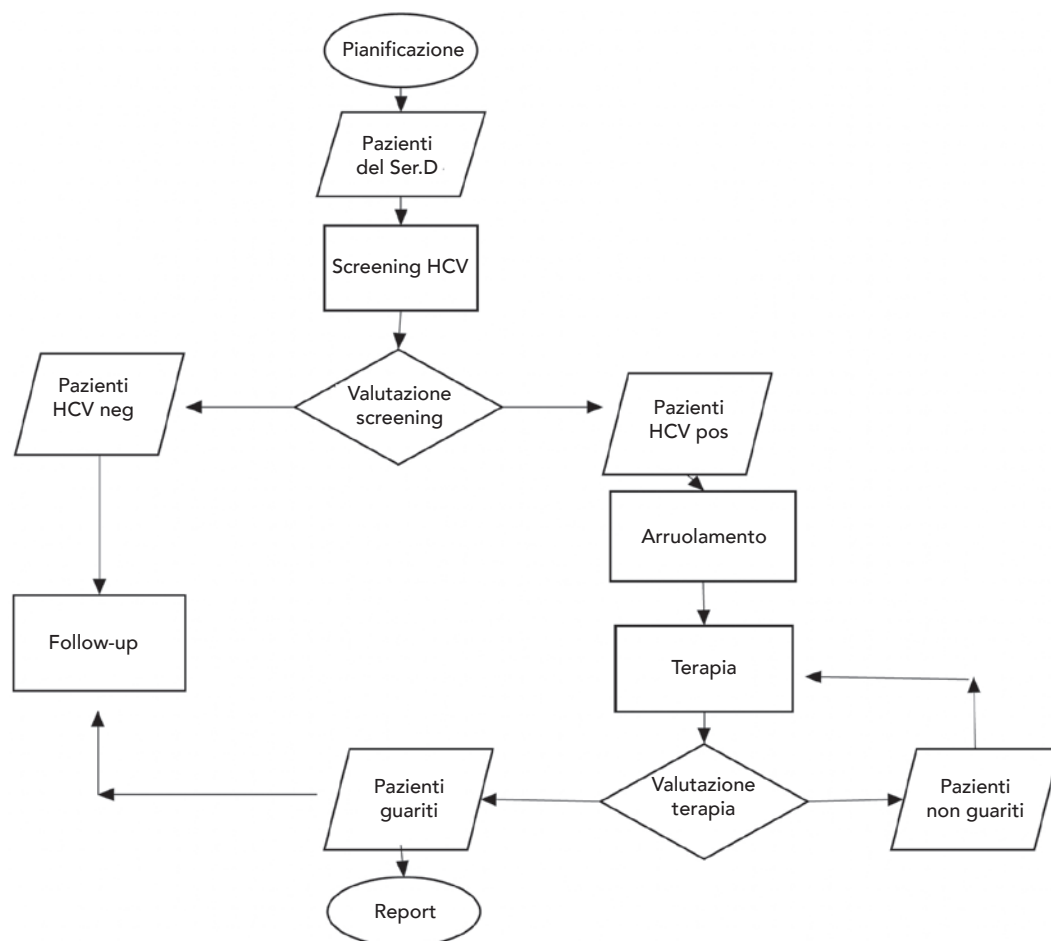 Pianificazione
Pazienti
del Ser.D
Screening HCV
Valutazione
screening
Pazienti
HCV neg
Pazienti
HCV pos
Arruolamento
Follow-up
Terapia
Valutazione
terapia
Pazienti
guariti
Pazienti
non guariti
Report